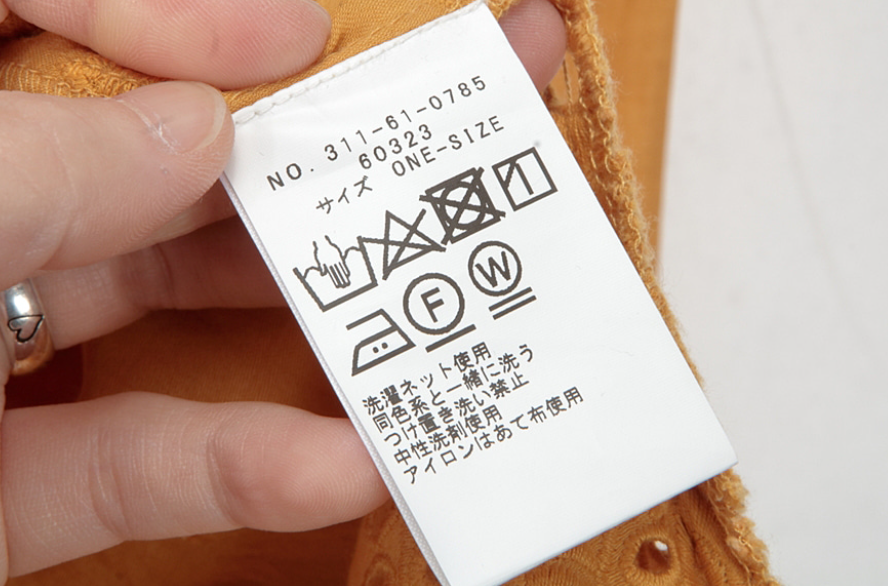 NO. 311-61-0785
60323
サイズ ONE-SIZE
F W
洗濯ネット使用
同色系と一緒に洗う
つけ置き洗い禁止
中性洗剤使用
アイロンはあて布使用